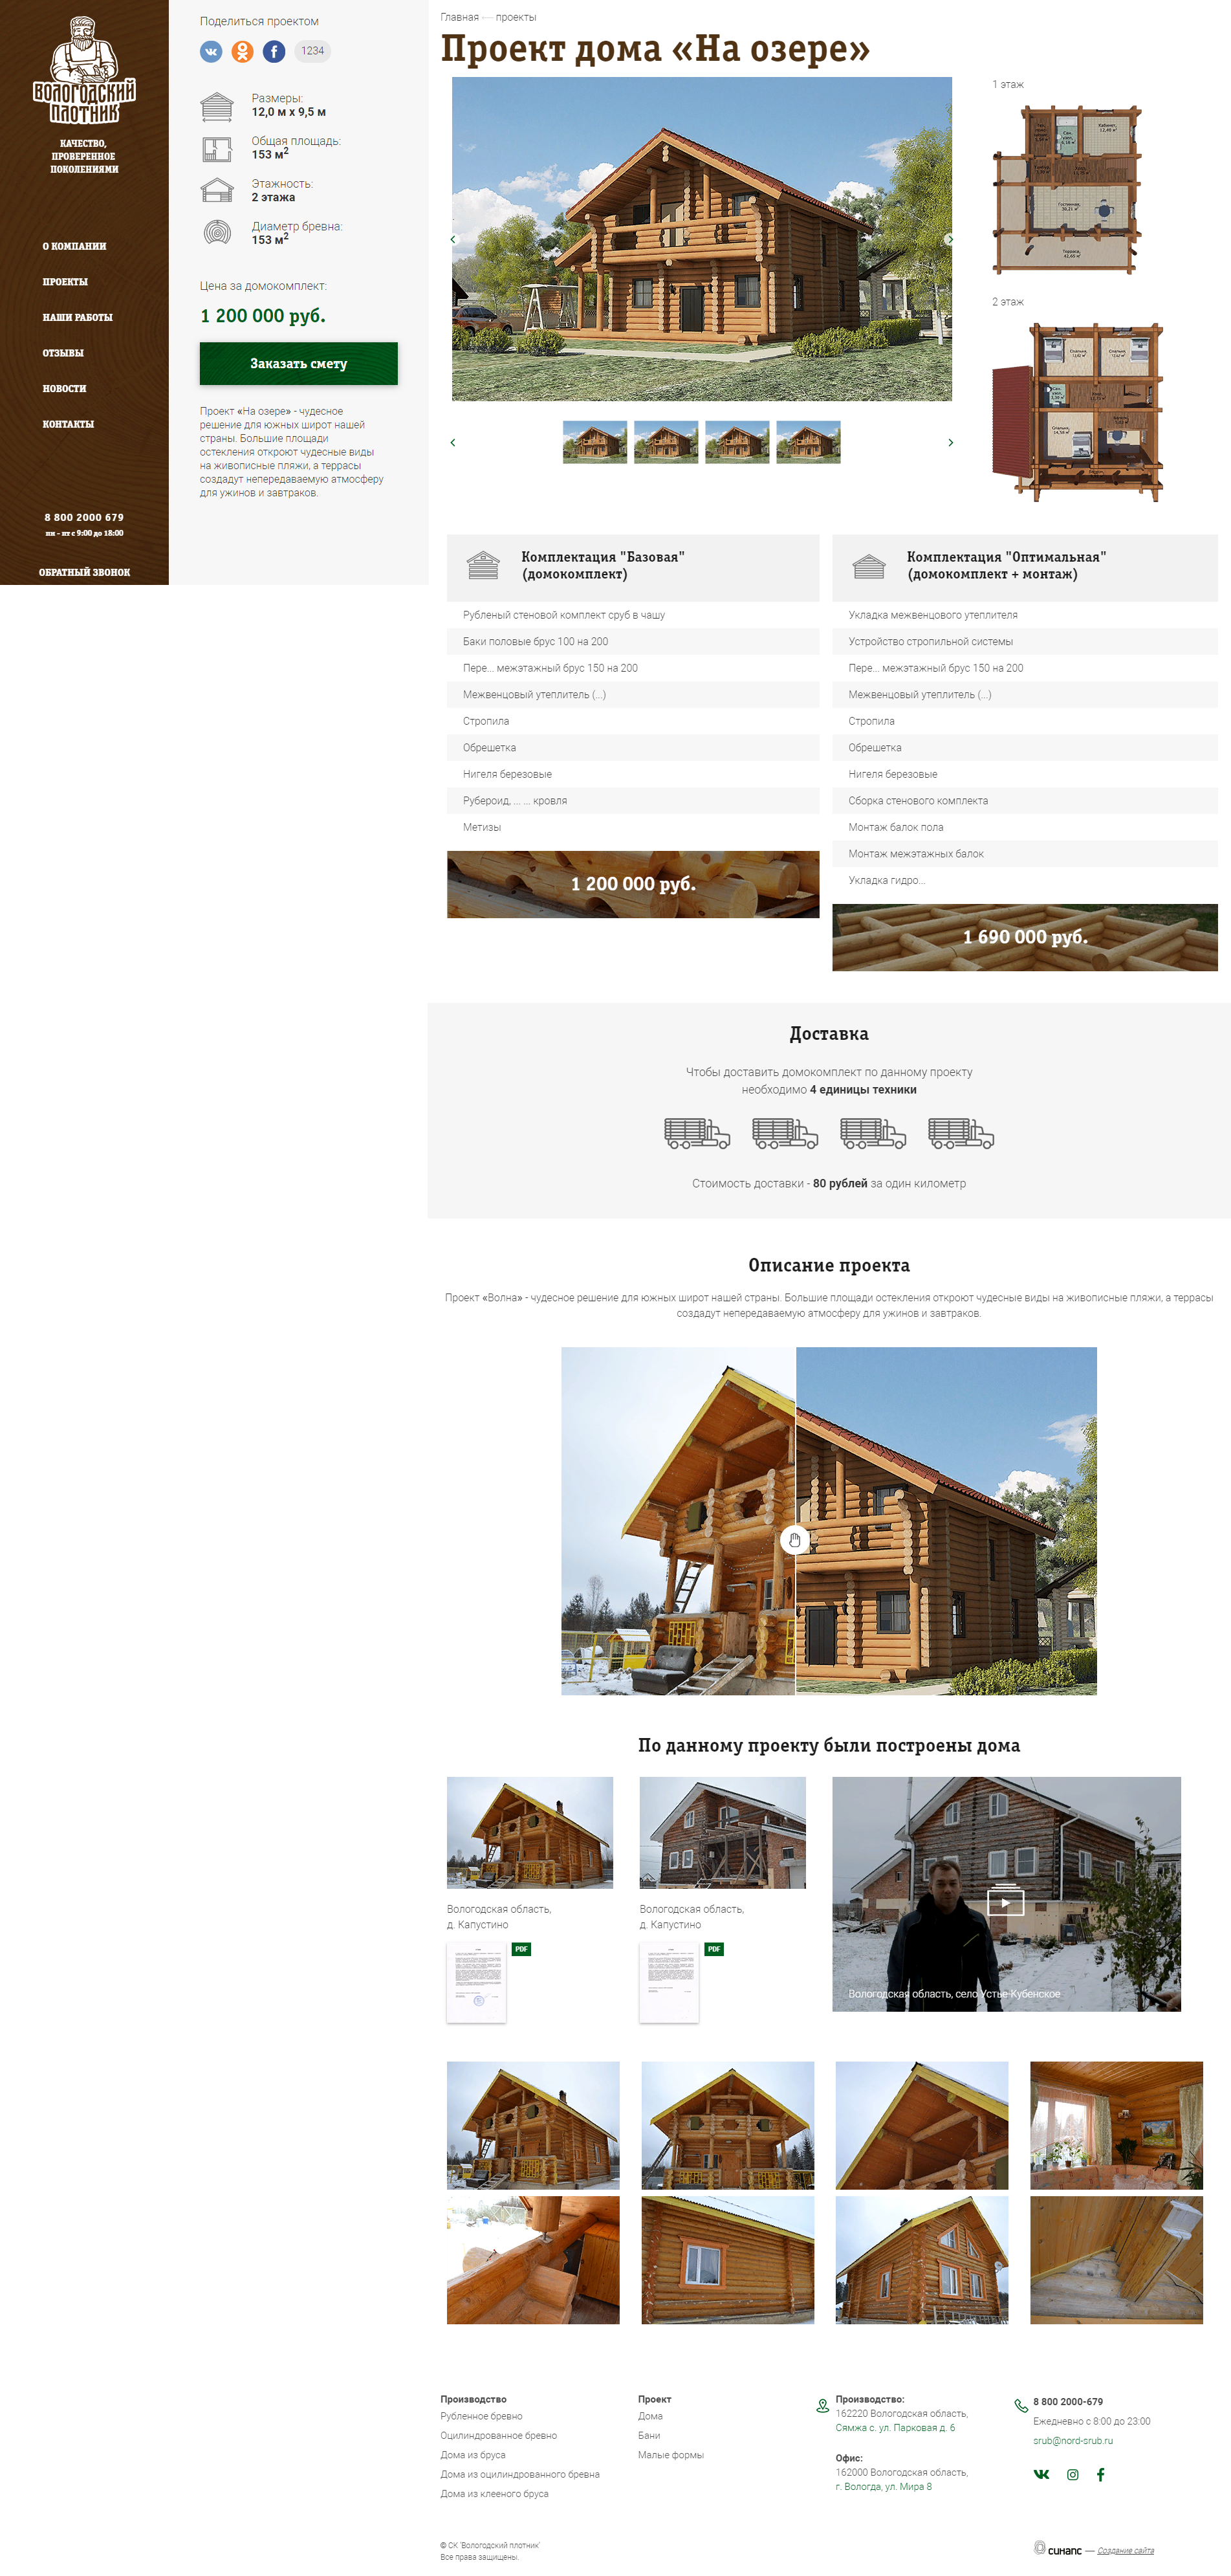 ВОЛОГОДСКИЙ
ПЛОТНИК
КАЧЕСТВО,
ПРОВЕРЕННОЕ
ПОКОЛЕНИЯМИ
О КОМПАНИИ
ПРОЕКТЫ
НАШИ РАБОТЫ
ОТЗЫВЫ
НОВОСТИ
КОНТАКТЫ
8 800 2000 679
пн - пт с 9:00 до 18:00
ОБРАТНЫЙ ЗВОНОК
Поделиться проектом
1234
Размеры:
12,0 м х 9,5 м
Общая площадь:
153 м2
Этажность:
2 этажа
Диаметр бревна:
153 м2
Цена за домокомплект:
1 200 000 руб.
Заказать смету
Проект «На озере» - чудесное
решение для южных широт нашей
страны. Большие площади
остекления откроют чудесные виды
на живописные пляжи, а террасы
создадут непередаваемую атмосферу
для ужинов и завтраков.
Главная — проекты
Проект дома «На озере»
1 этаж
Кабинет,
12,40 м²
Гостиная,
Терраса,
42,65 м²
2 этаж
Спальня,
Спальня,
Спальня,
Комплектация "Базовая"
(домокомплект)
Рубленый стеновой комплект сруб в чашу
Баки половые брус 100 на 200
Пере... межэтажный брус 150 на 200
Межвенцовый утеплитель (...)
Стропила
Обрешетка
Нигеля березовые
Рубероид, ... ... кровля
Метизы
1 200 000 руб.
Комплектация "Оптимальная"
(домокомплект + монтаж)
Укладка межвенцового утеплителя
Устройство стропильной системы
Пере... межэтажный брус 150 на 200
Межвенцовый утеплитель (...)
Стропила
Обрешетка
Нигеля березовые
Сборка стенового комплекта
Монтаж балок пола
Монтаж межэтажных балок
Укладка гидро...
1 690 000 руб.
Доставка
Чтобы доставить домокомплект по данному проекту
необходимо 4 единицы техники
Стоимость доставки - 80 рублей за один километр
Описание проекта
Проект «Волна» - чудесное решение для южных широт нашей страны. Большие площади остекления откроют чудесные виды на живописные пляжи, а террасы
создадут непередаваемую атмосферу для ужинов и завтраков.
По данному проекту были построены дома
Вологодская область,
д. Капустино
PDF
Вологодская область,
д. Капустино
PDF
Вологодская область, село Устье-Кубенское
Производство
Рубленное бревно
Оцилиндрованное бревно
Дома из бруса
Дома из оцилиндрованного бревна
Дома из клееного бруса
Проект
Дома
Бани
Малые формы
Производство:
162220 Вологодская область,
Сямжа с. ул. Парковая д. 6
Офис:
162000 Вологодская область,
г. Вологда, ул. Мира 8
8 800 2000-679
Ежедневно с 8:00 до 23:00
srub@nord-srub.ru
© СК 'Вологодский плотник'
Все права защищены.
синапс — Создание сайта